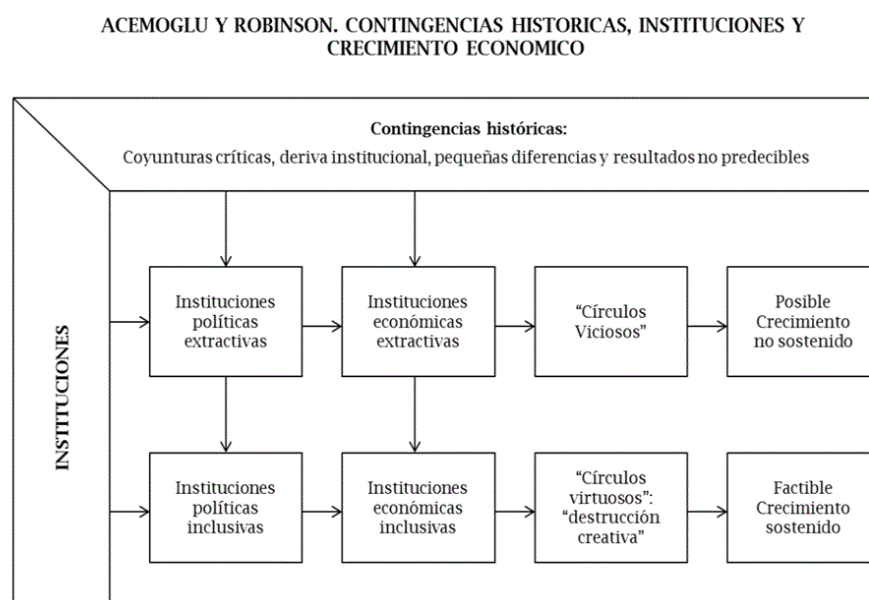 ACEMOGLU Y ROBINSON. CONTINGENCIAS HISTORICAS, INSTITUCIONES Y
CRECIMIENTO ECONOMICO
Contingencias históricas:
Coyunturas críticas, deriva institucional, pequeñas diferencias y resultados no predecibles
INSTITUCIONES
Instituciones
políticas
extractivas
Instituciones
económicas
extractivas
“Círculos
Viciosos”
Posible
Crecimiento
no sostenido
Instituciones
políticas
inclusivas
Instituciones
económicas
inclusivas
“Círculos
virtuosos”:
“destrucción
creativa”
Factible
Crecimiento
sostenido